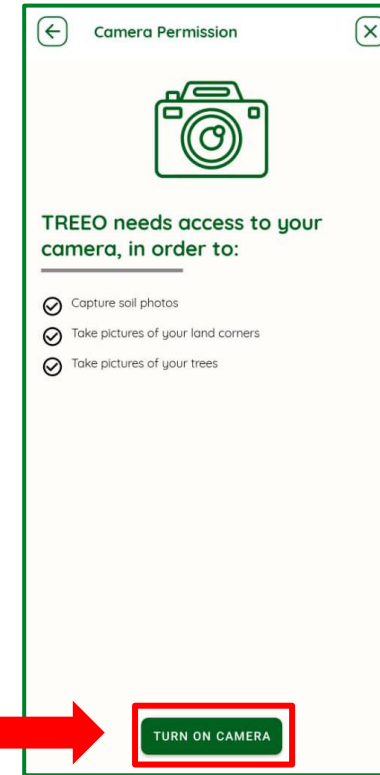 Camera Permission
TREEO needs access to your
camera, in order to:
Capture soil photos
Take pictures of your land corners
Take pictures of your trees
TURN ON CAMERA